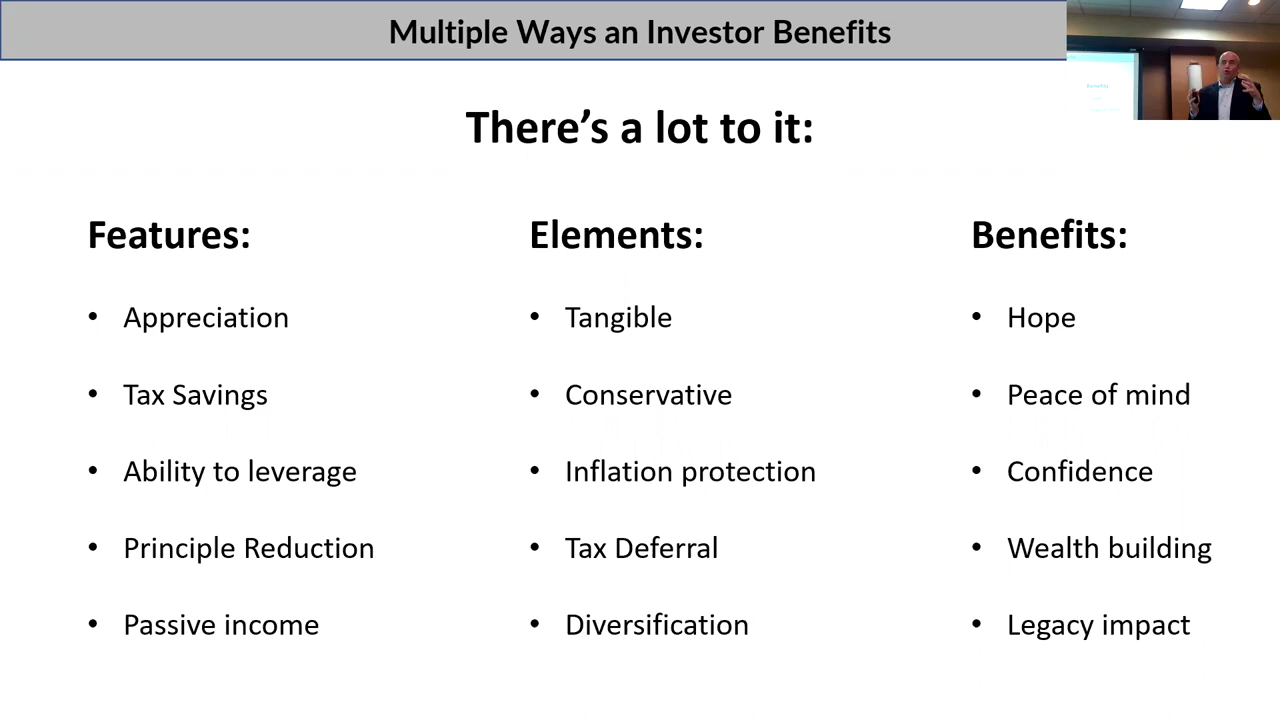 Multiple Ways an Investor Benefits
There’s a lot to it:
Features:
• Appreciation
• Tax Savings
• Ability to leverage
• Principle Reduction
• Passive income
Elements:
• Tangible
• Conservative
• Inflation protection
• Tax Deferral
• Diversification
Benefits:
• Hope
• Peace of mind
• Confidence
• Wealth building
• Legacy impact
Benefits: